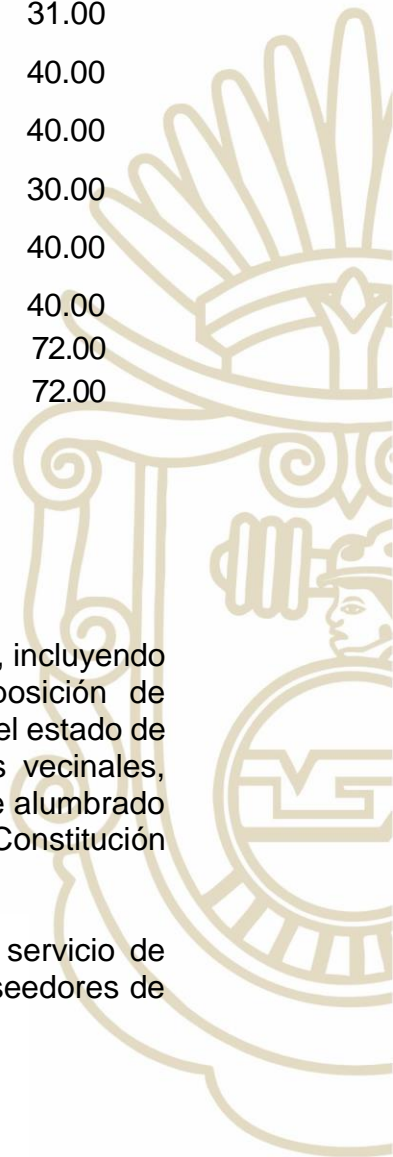 31.00
40.00
40.00
30.00
40.00
40.00
72.00
72.00
, incluyendo
posición de
el estado de
s vecinales,
e alumbrado
Constitución
servicio de
seedores de